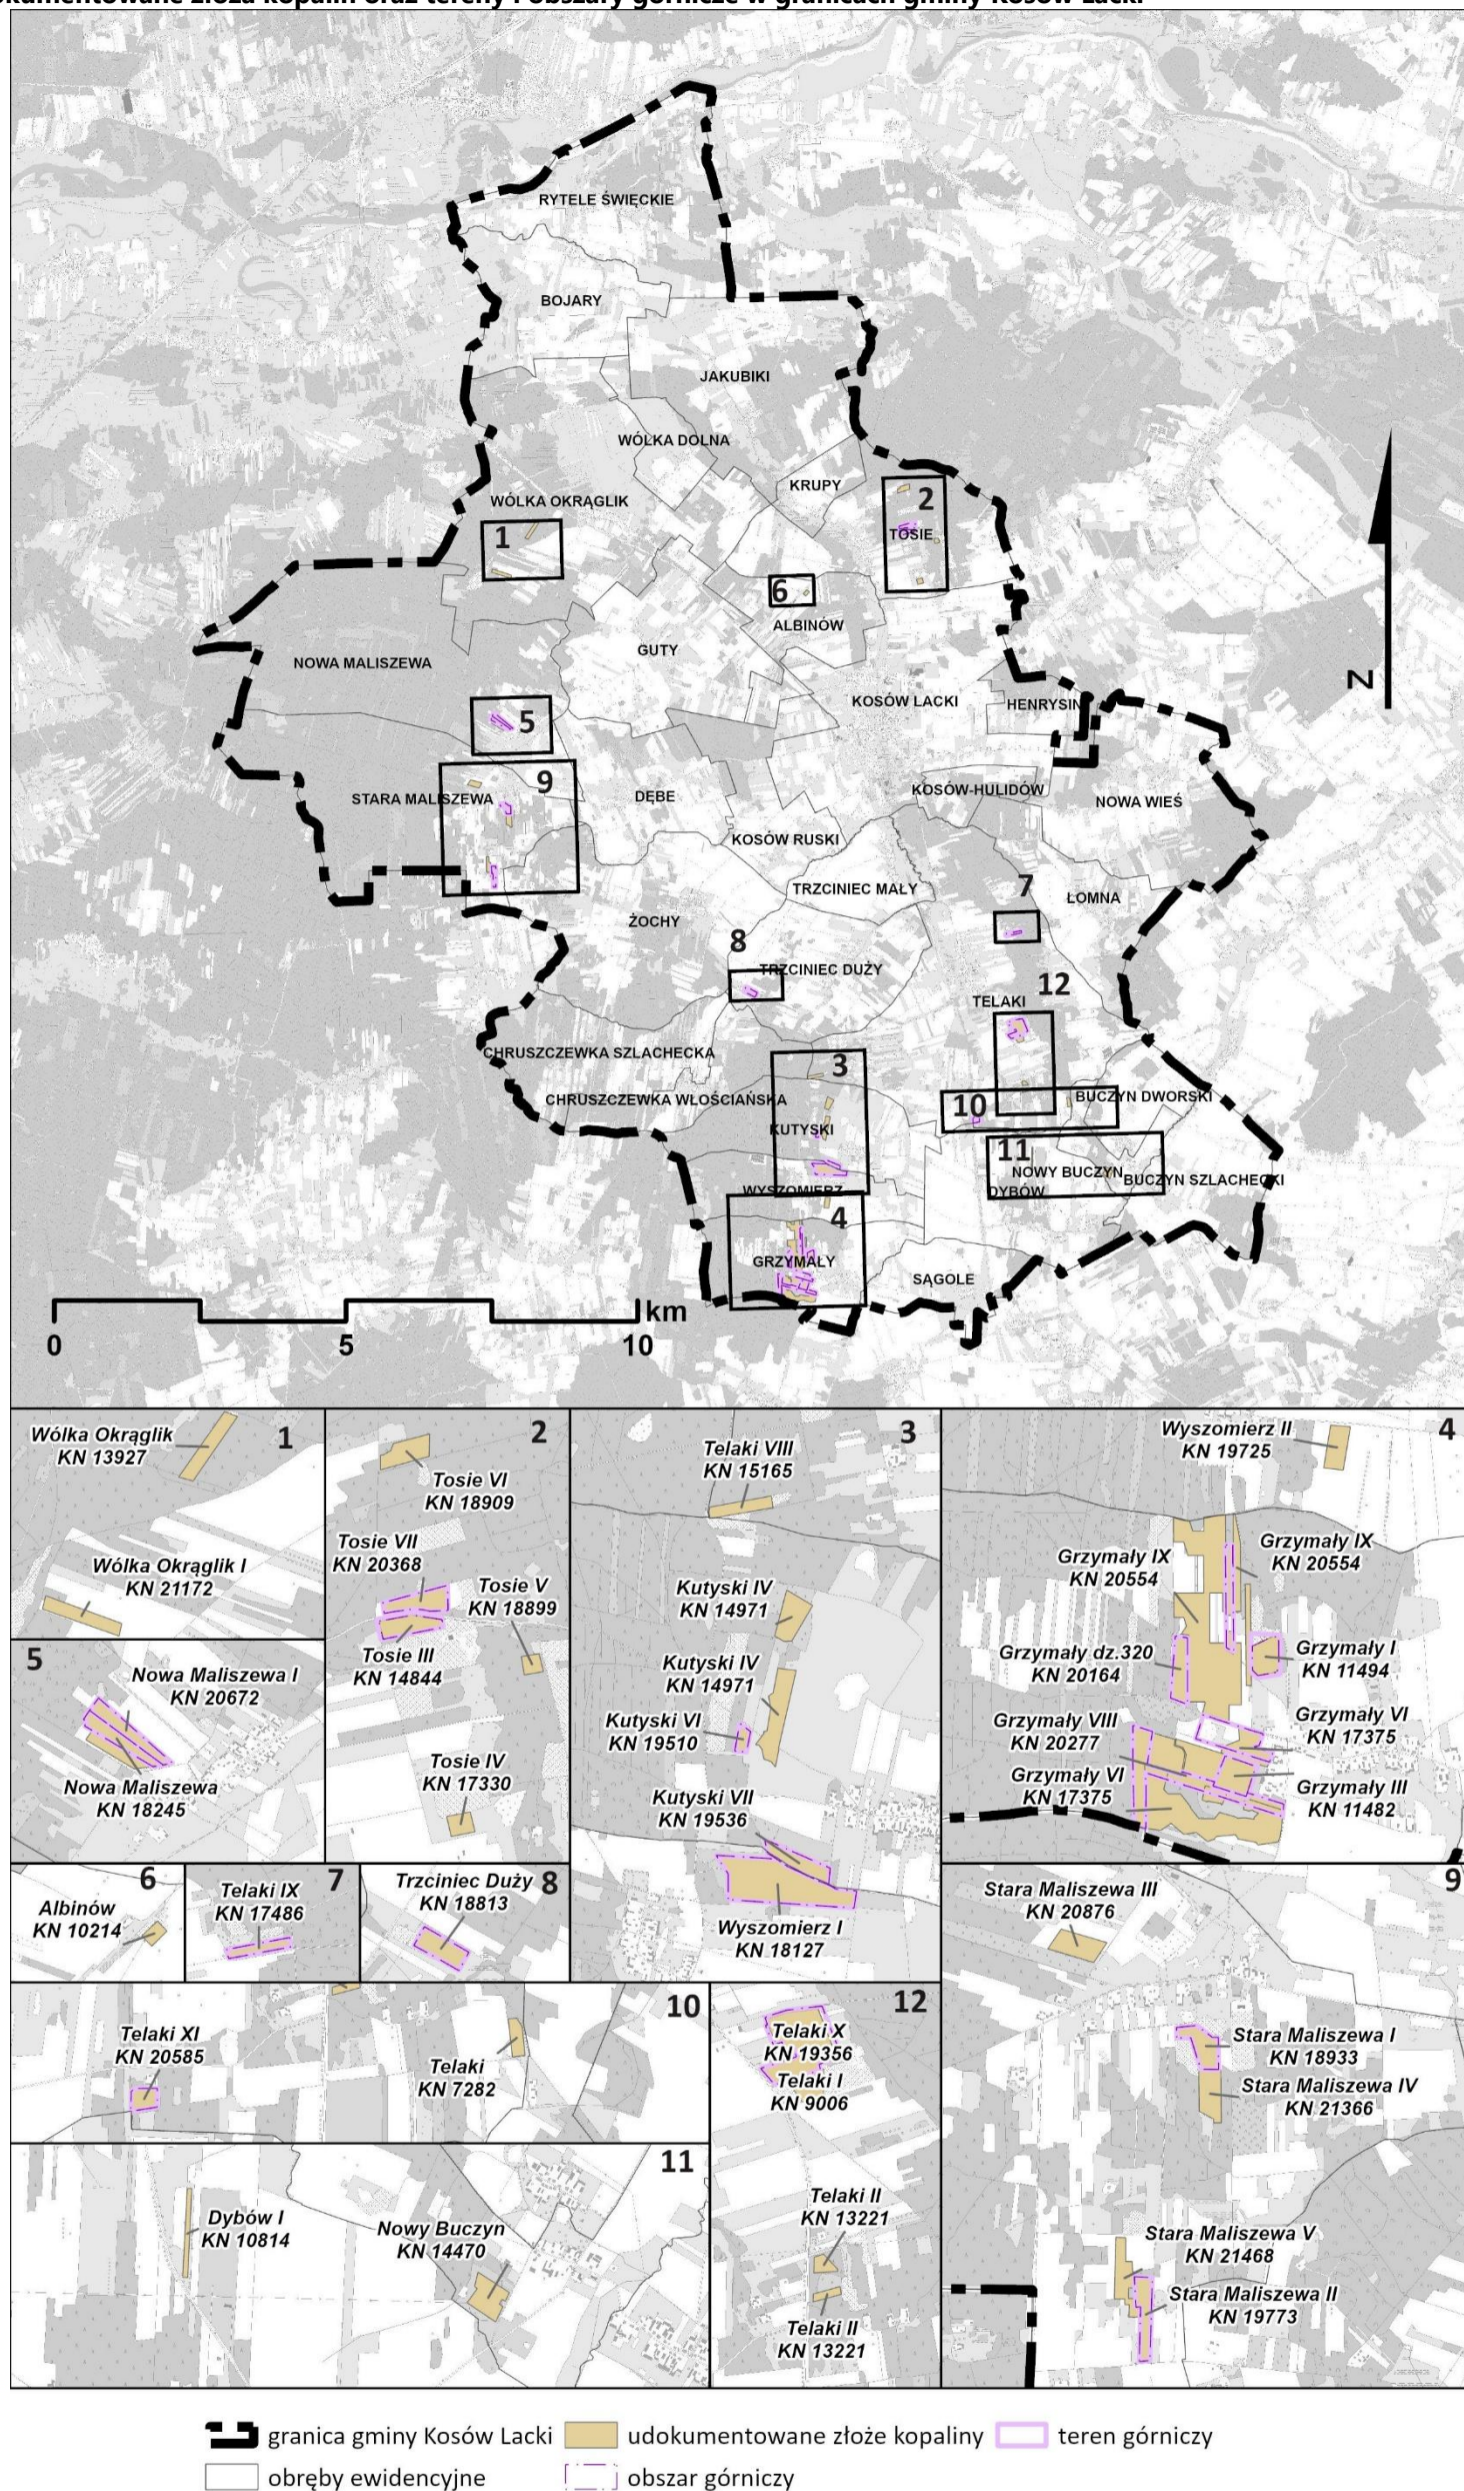 okumentowane złoża kopalin oraz tereny i obszary górnicze w granicach gminy Kosów Lacki
RYTELE ŚWIĘCKIE
BOJARY
JAKUBIKI
WÓLKA DOLNA
KRUPY
WÓLKA OKRĄGLIK
2
TOSIE
1
6
ALBINÓW
GUTY
NOWA MALISZEWA
KOSÓW LACKI
HENRYSIN
N
5
9
STARA MALISZEWA
DĘBE
KOSÓW-HULIDÓW
NOWA WIEŚ
KOSÓW RUSKI
TRZCINIEC MAŁY
7
ŁOMNA
ŻOCHY
8
TRZCINIEC DUŻY
12
TELAKI
CHRUSZCZEWKA SZLACHECKA
3
CHRUSZCZEWKA WŁOŚCIAŃSKA
10
BUCZYN DWORSKI
KUTYSKI
11
NOWY BUCZYN
BUCZYN SZLACHECKI
DYBÓW
WYSZOMIERZ
4
GRZYMAŁY
SĄGOLE
km
0
5
10
Wólka Okrąglik
KN 13927
1
Wólka Okrąglik I
KN 21172
2
Tosie VI
KN 18909
Tosie VII
KN 20368
Tosie V
KN 18899
Tosie III
KN 14844
Tosie IV
KN 17330
3
Telaki VIII
KN 15165
Kutyski IV
KN 14971
Kutyski IV
KN 14971
Kutyski VI
KN 19510
Kutyski VII
KN 19536
Wyszomierz I
KN 18127
4
Wyszomierz II
KN 19725
Grzymały IX
KN 20554
Grzymały IX
KN 20554
Grzymały dz.320
KN 20164
Grzymały I
KN 11494
Grzymały VIII
KN 20277
Grzymały VI
KN 17375
Grzymały VI
KN 17375
Grzymały III
KN 11482
5
Nowa Maliszewa I
KN 20672
Nowa Maliszewa
KN 18245
6
Albinów
KN 10214
7
Telaki IX
KN 17486
8
Trzciniec Duży
KN 18813
9
Stara Maliszewa III
KN 20876
Stara Maliszewa I
KN 18933
Stara Maliszewa IV
KN 21366
Stara Maliszewa V
KN 21468
Stara Maliszewa II
KN 19773
10
Telaki XI
KN 20585
Telaki
KN 7282
11
Dybów I
KN 10814
Nowy Buczyn
KN 14470
12
Telaki X
KN 19356
Telaki I
KN 9006
Telaki II
KN 13221
Telaki II
KN 13221
granica gminy Kosów Lacki
udokumentowane złoże kopaliny
teren górniczy
obręby ewidencyjne
obszar górniczy